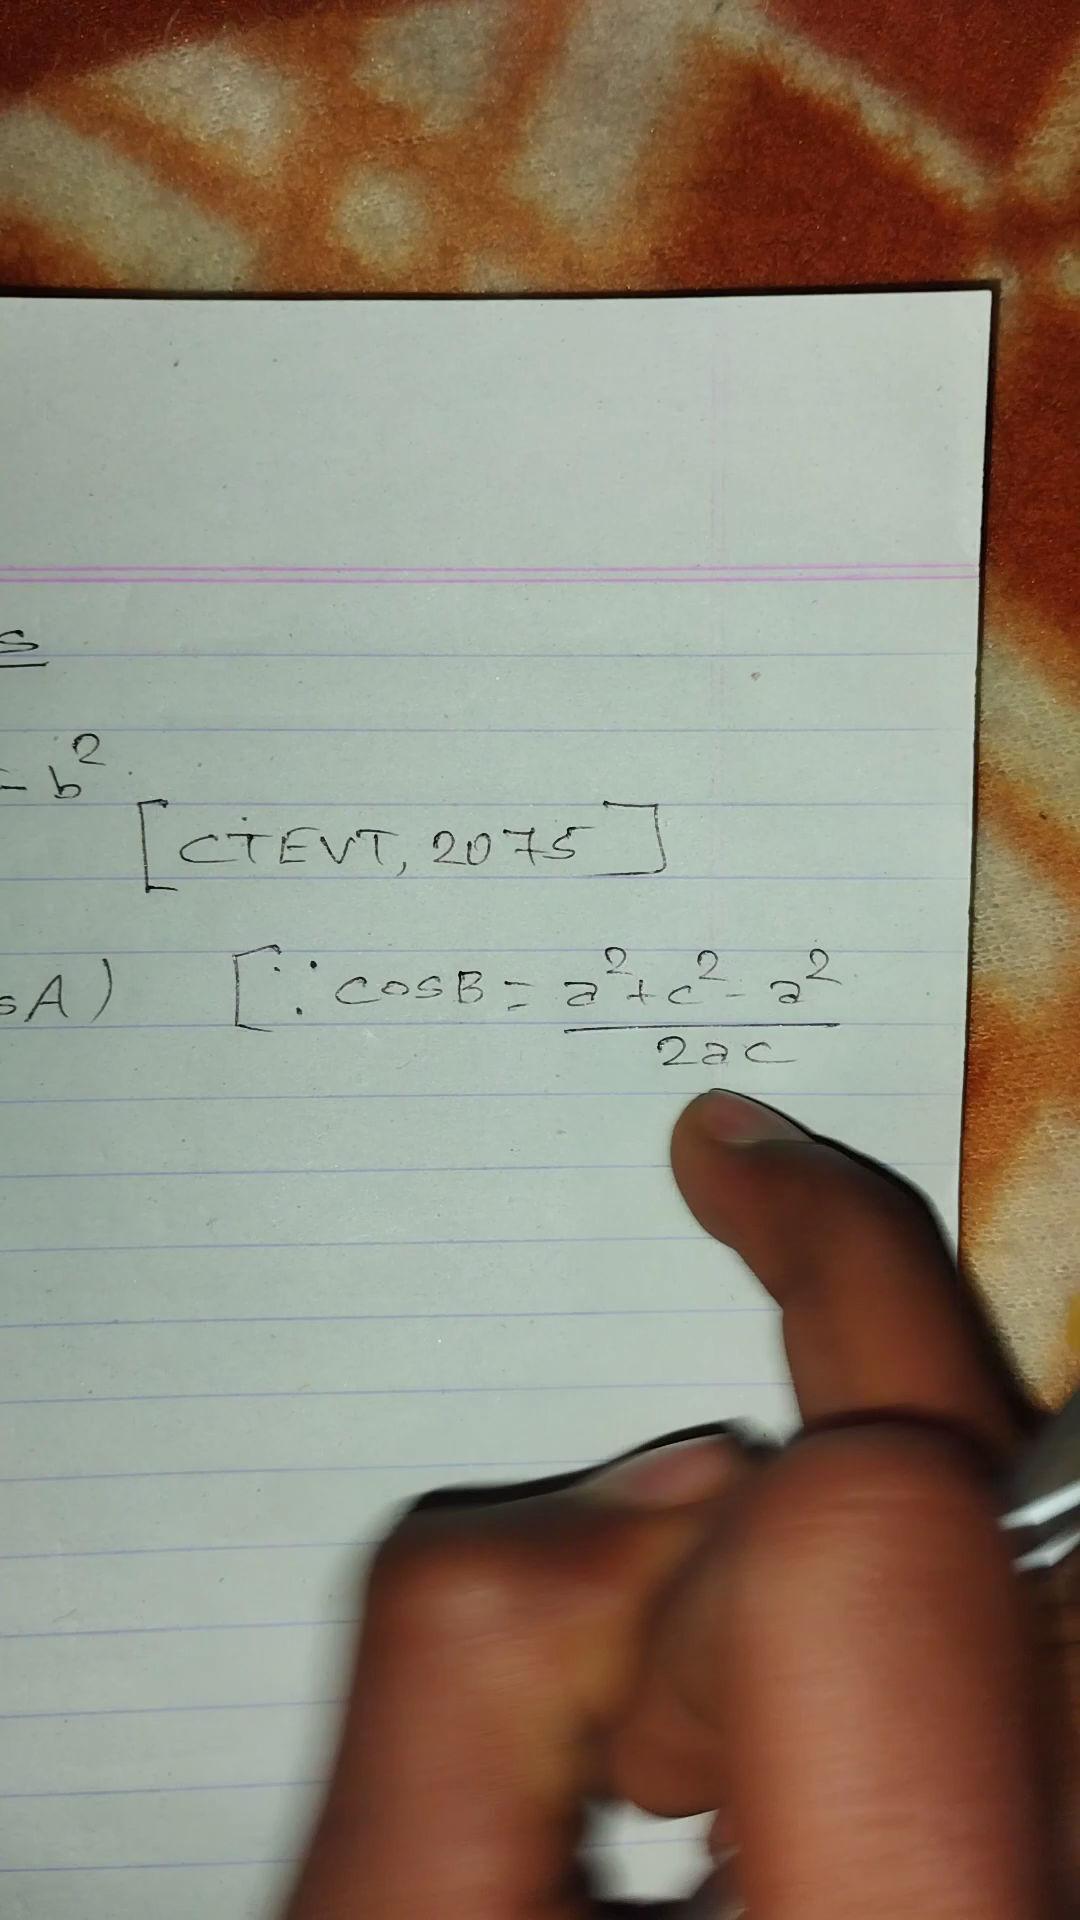 s
- b²
[CTEVT, 2075]
sA) [∵ cosB = a²+c²-a²
2ac